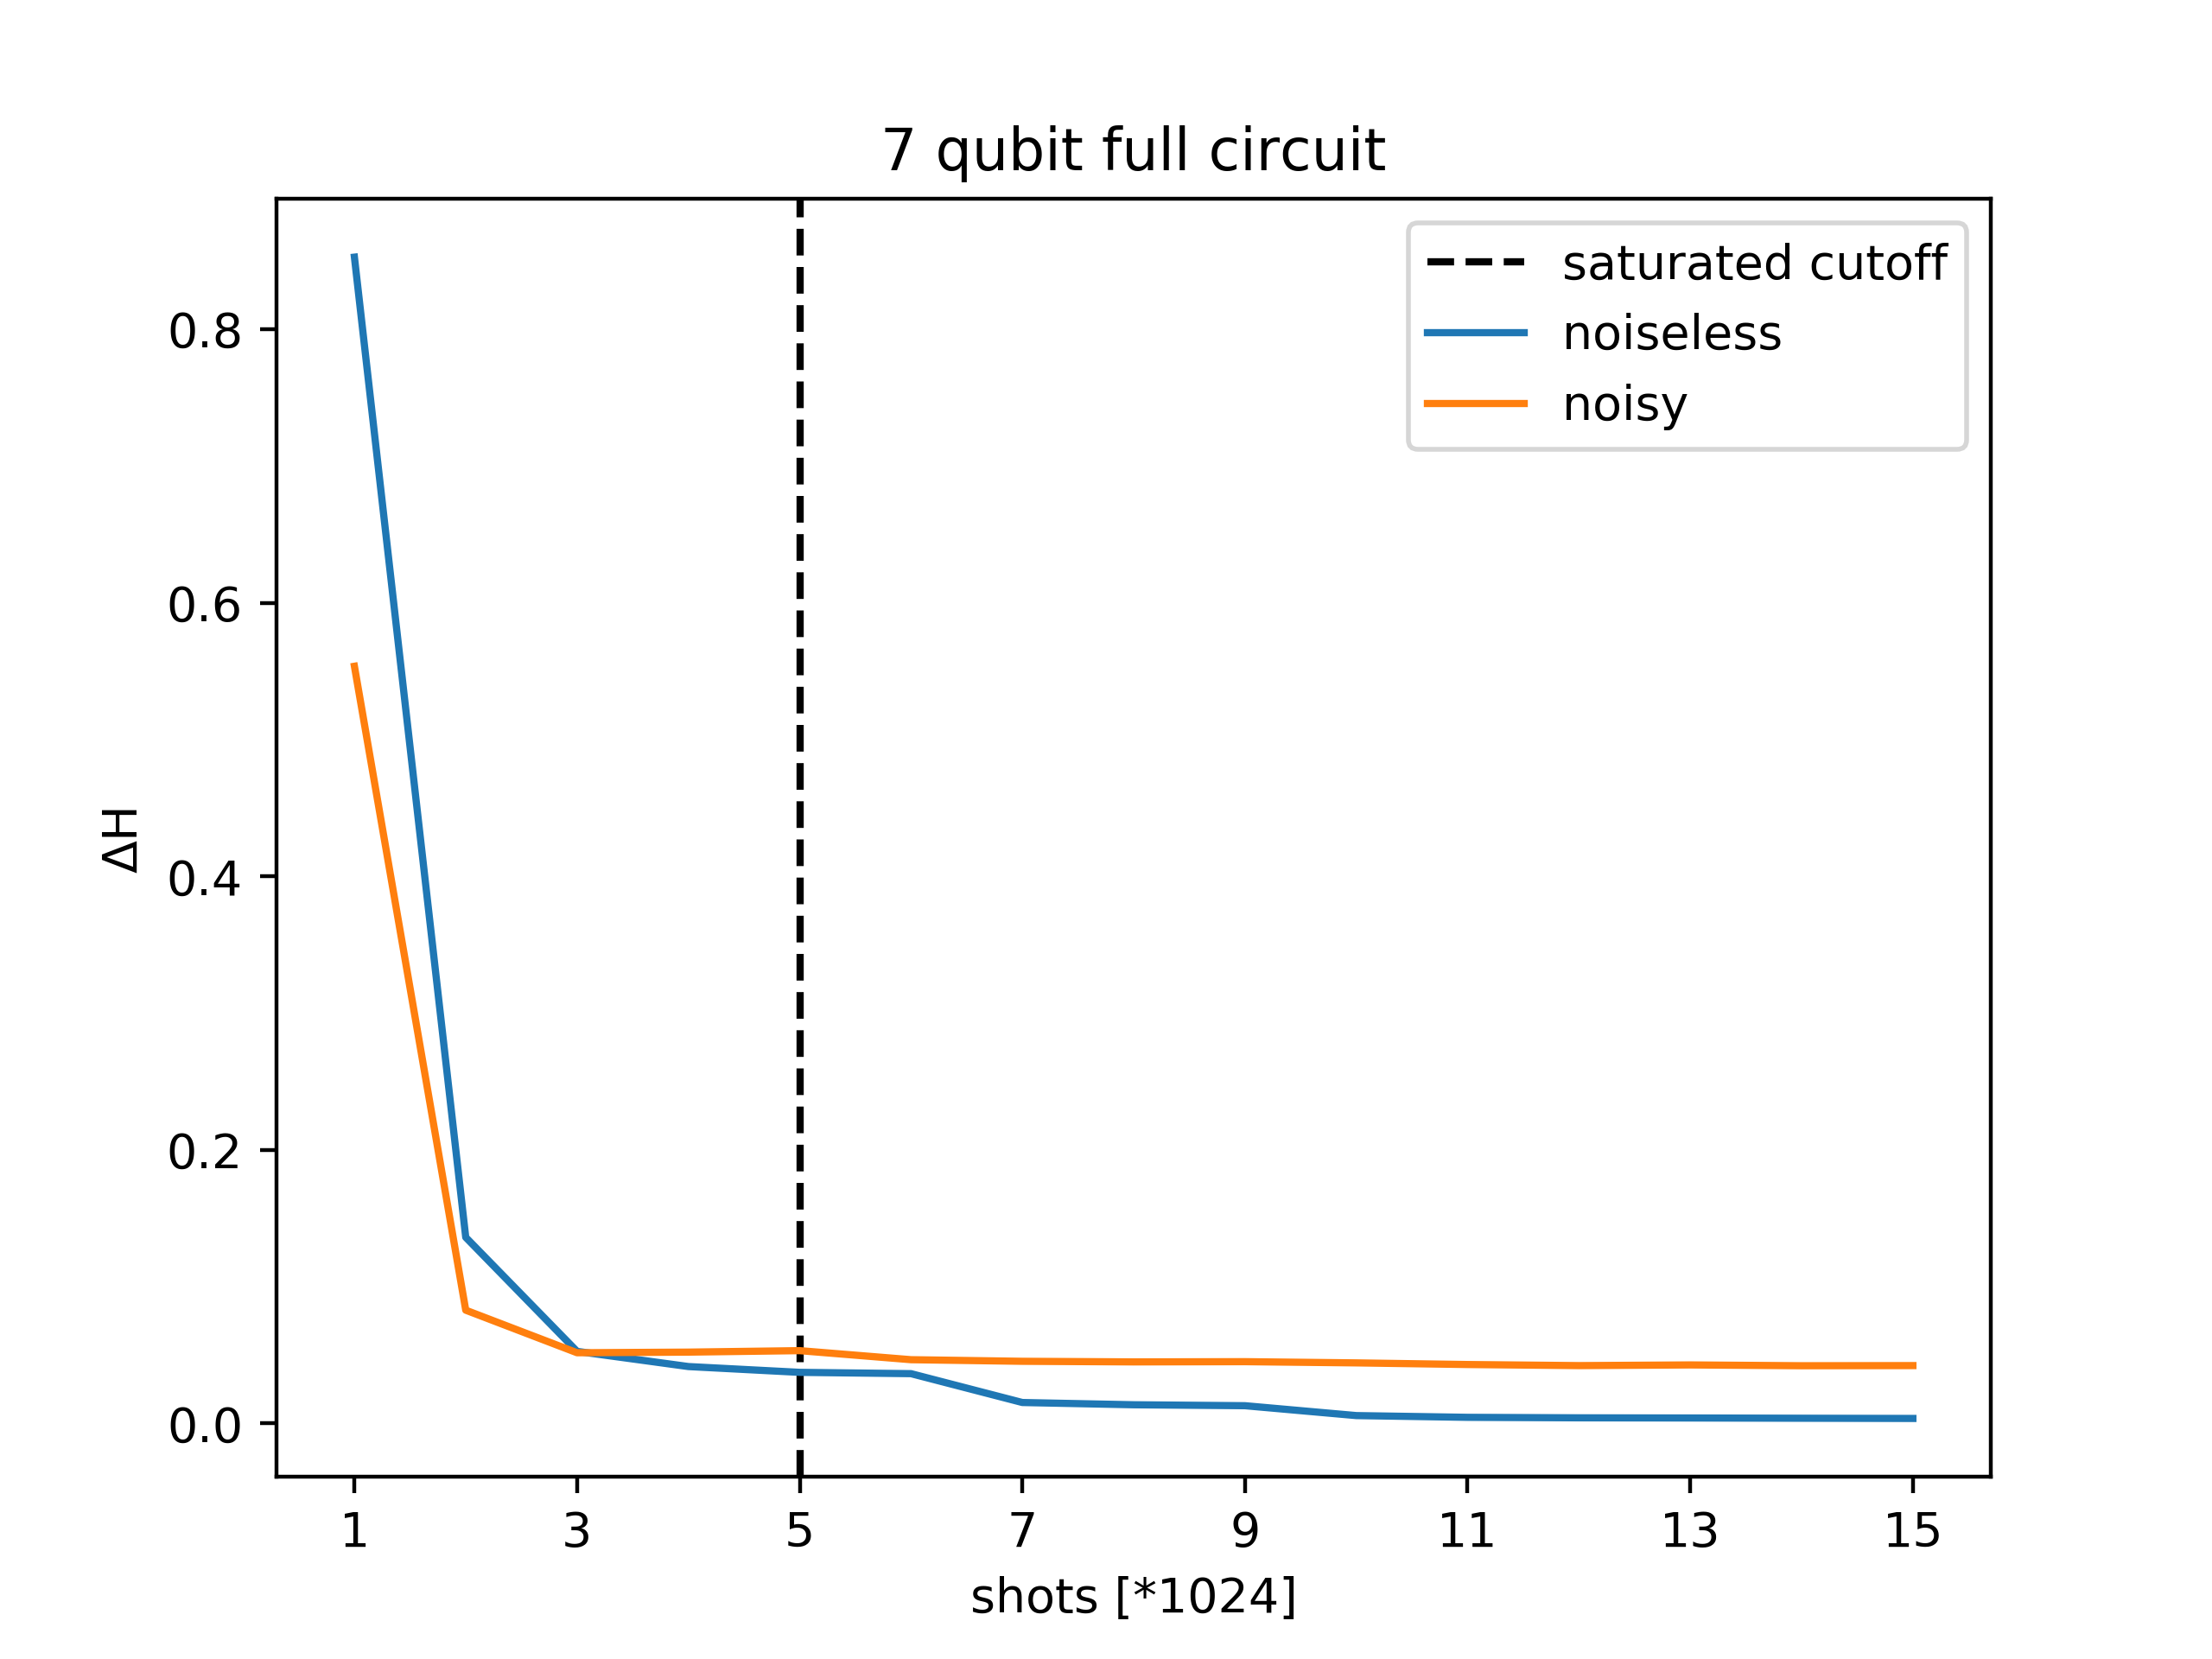 7 qubit full circuit
saturated cutoff
noiseless
noisy
0.8
0.6
0.4
0.2
0.0
ΔH
1 3 5 7 9 11 13 15
shots [*1024]